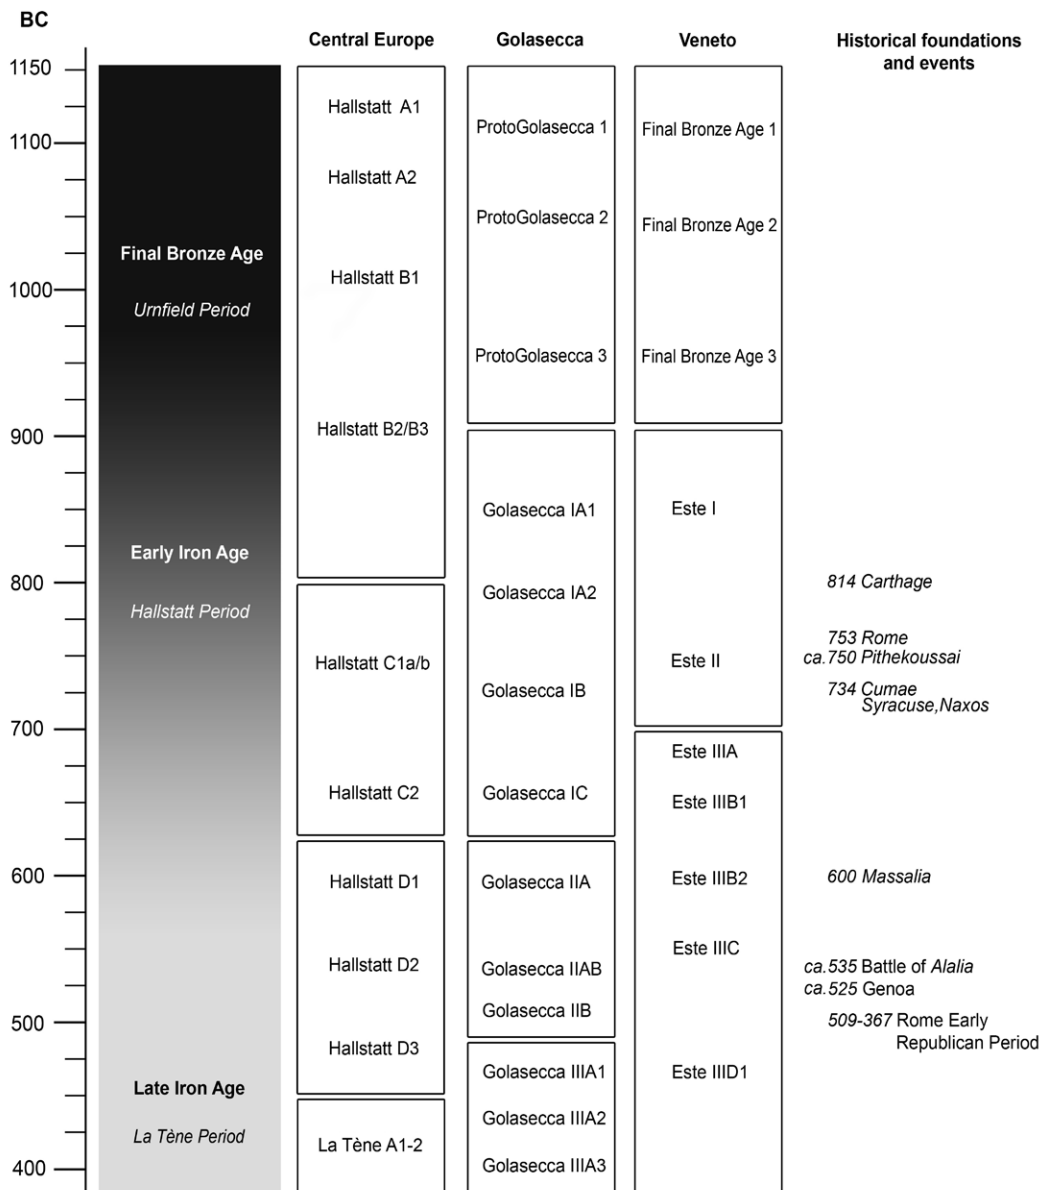 BC
Central Europe
Golasecca
Veneto
Historical foundations
and events
1150
1100
1000
900
800
700
600
500
400
Final Bronze Age
Urnfield Period
Early Iron Age
Hallstatt Period
Late Iron Age
La Tène Period
Hallstatt A1
Hallstatt A2
Hallstatt B1
Hallstatt B2/B3
Hallstatt C1a/b
Hallstatt C2
Hallstatt D1
Hallstatt D2
Hallstatt D3
La Tène A1-2
ProtoGolasecca 1
ProtoGolasecca 2
ProtoGolasecca 3
Golasecca IA1
Golasecca IA2
Golasecca IB
Golasecca IC
Golasecca IIA
Golasecca IIAB
Golasecca IIB
Golasecca IIIA1
Golasecca IIIA2
Golasecca IIIA3
Final Bronze Age 1
Final Bronze Age 2
Final Bronze Age 3
Este I
Este II
Este IIIA
Este IIIB1
Este IIIB2
Este IIIC
Este IIID1
814 Carthage
753 Rome
ca.750 Pithekoussai
734 Cumae
Syracuse,Naxos
600 Massalia
ca.535 Battle of Alalia
ca.525 Genoa
509-367 Rome Early
Republican Period